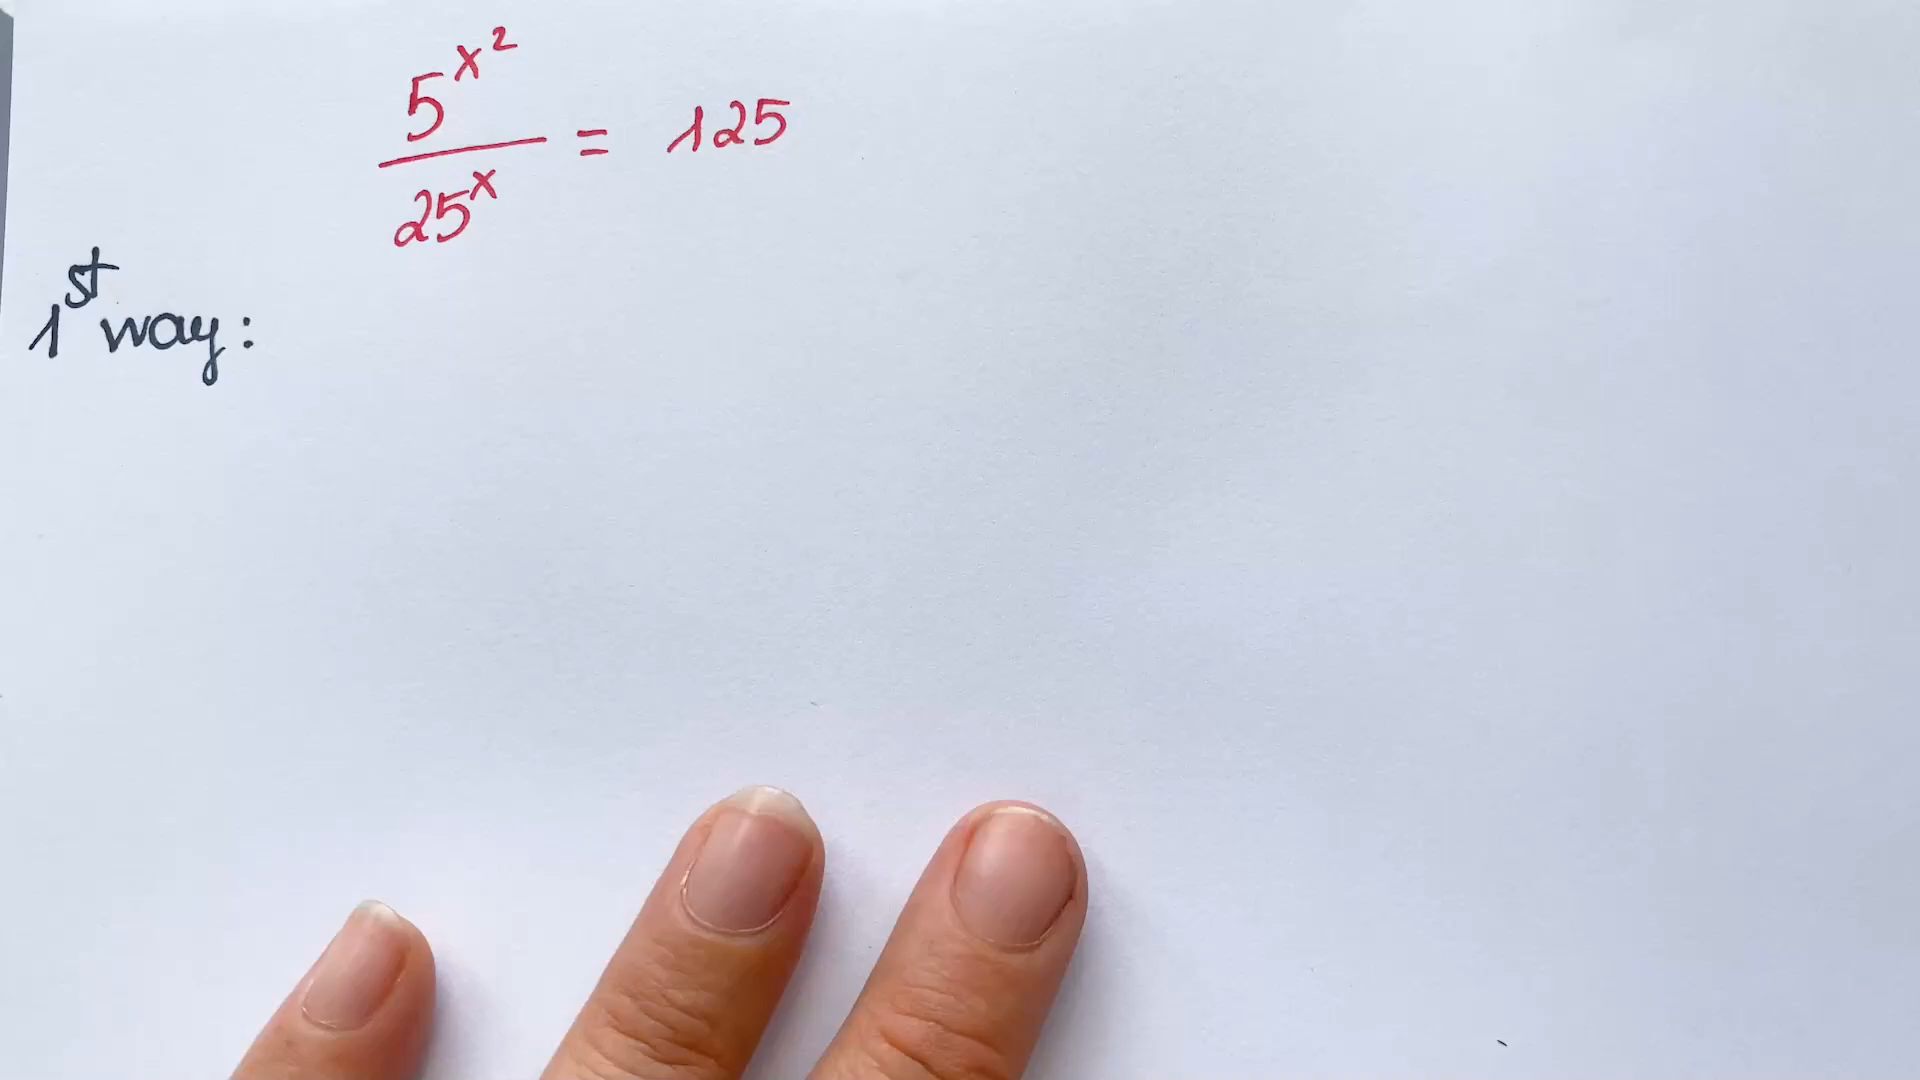 5^{x^2}
―― = 125
25^x
1st way: